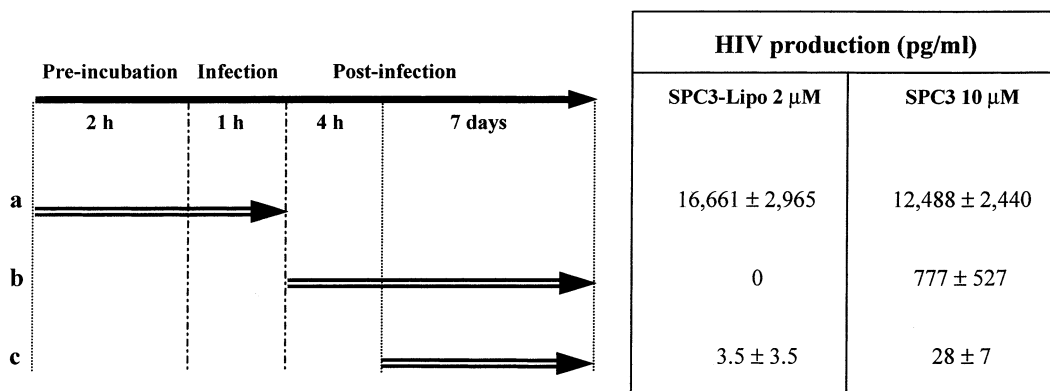 HIV production (pg/ml)
Pre-incubation Infection Post-infection
SPC3-Lipo 2 μM SPC3 10 μM
2 h 1 h 4 h 7 days
a 16,661 ± 2,965 12,488 ± 2,440
b 0 777 ± 527
c 3.5 ± 3.5 28 ± 7